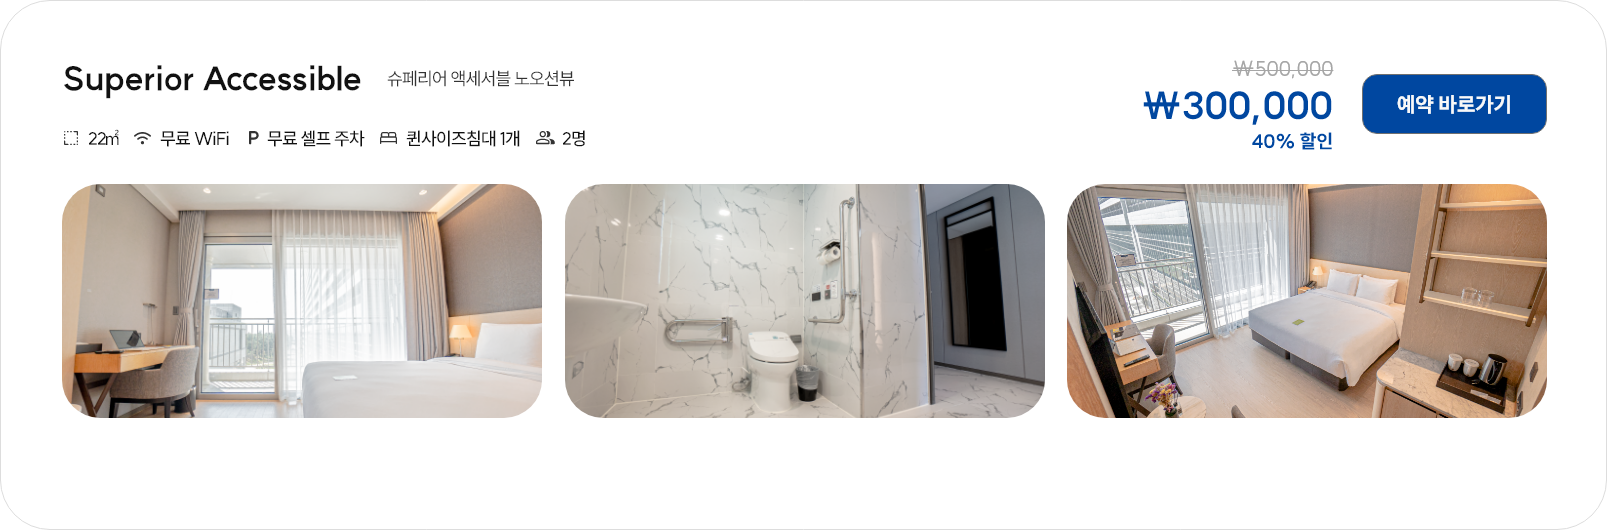 Superior Accessible 슈페리어 액세서블 노오션뷰
22㎡ 무료 WiFi P 무료 셀프 주차 퀸사이즈침대 1개 2명
₩500,000
₩300,000
40% 할인
예약 바로가기